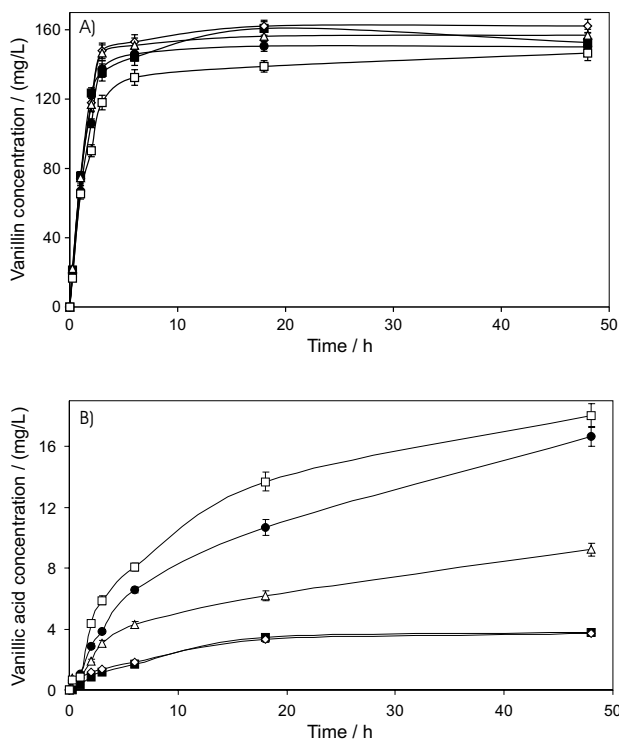 A)
Vanillin concentration / (mg/L)
160
120
80
40
0
0 10 20 30 40 50
Time / h
B)
Vanillic acid concentration / (mg/L)
16
12
8
4
0
0 10 20 30 40 50
Time / h